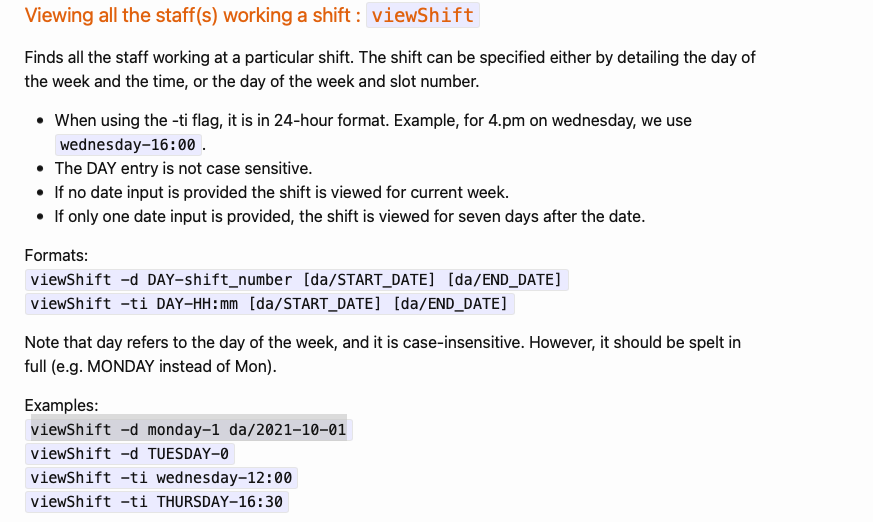 Viewing all the staff(s) working a shift : viewShift
Finds all the staff working at a particular shift. The shift can be specified either by detailing the day of
the week and the time, or the day of the week and slot number.
• When using the -ti flag, it is in 24-hour format. Example, for 4.pm on wednesday, we use
wednesday-16:00 .
• The DAY entry is not case sensitive.
• If no date input is provided the shift is viewed for current week.
• If only one date input is provided, the shift is viewed for seven days after the date.
Formats:
viewShift -d DAY-shift_number [da/START_DATE] [da/END_DATE]
viewShift -ti DAY-HH:mm [da/START_DATE] [da/END_DATE]
Note that day refers to the day of the week, and it is case-insensitive. However, it should be spelt in
full (e.g. MONDAY instead of Mon).
Examples:
viewShift -d monday-1 da/2021-10-01
viewShift -d TUESDAY-0
viewShift -ti wednesday-12:00
viewShift -ti THURSDAY-16:30